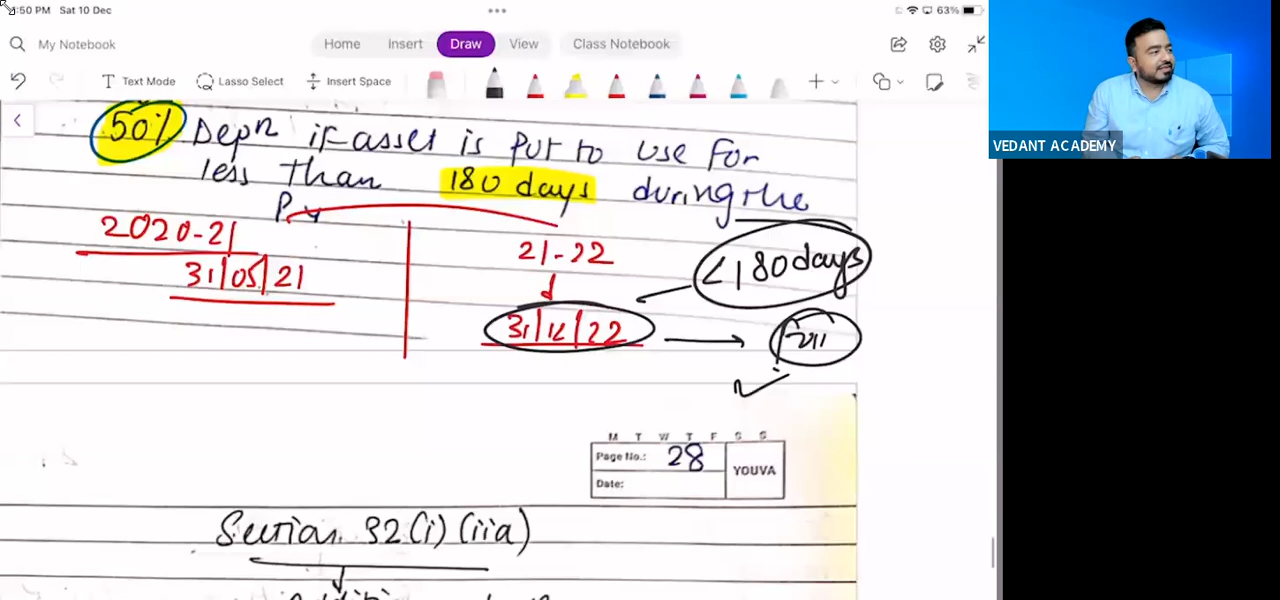 :50 PM Sat 10 Dec
63%
My Notebook
Home Insert Draw View Class Notebook
Text Mode Lasso Select Insert Space
VEDANT ACADEMY
50% Depn if asset is put to use for
less than 180 days during the
Py
2020-21
21-22
<180 days
31/05/21
31/12/22
Full
M T W T F S S
Page No.: 28
YOUVA
Date:
Section 32(i)(iia)